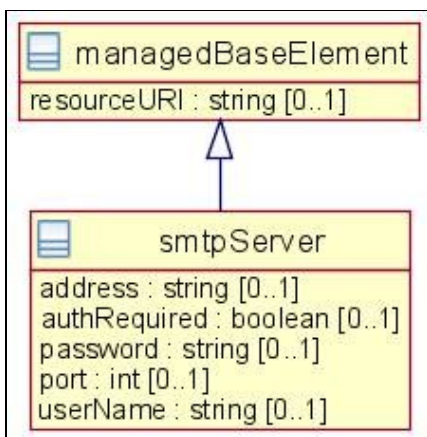 managedBaseElement
resourceURI : string [0..1]
smtpServer
address : string [0..1]
authRequired : boolean [0..1]
password : string [0..1]
port : int [0..1]
userName : string [0..1]